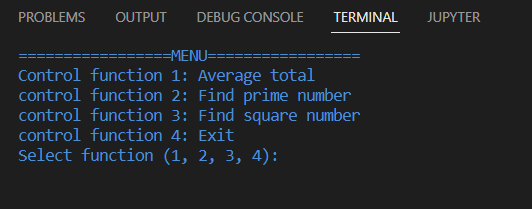 PROBLEMS OUTPUT DEBUG CONSOLE TERMINAL JUPYTER
=================MENU=================
Control function 1: Average total
control function 2: Find prime number
control function 3: Find square number
control function 4: Exit
Select function (1, 2, 3, 4):